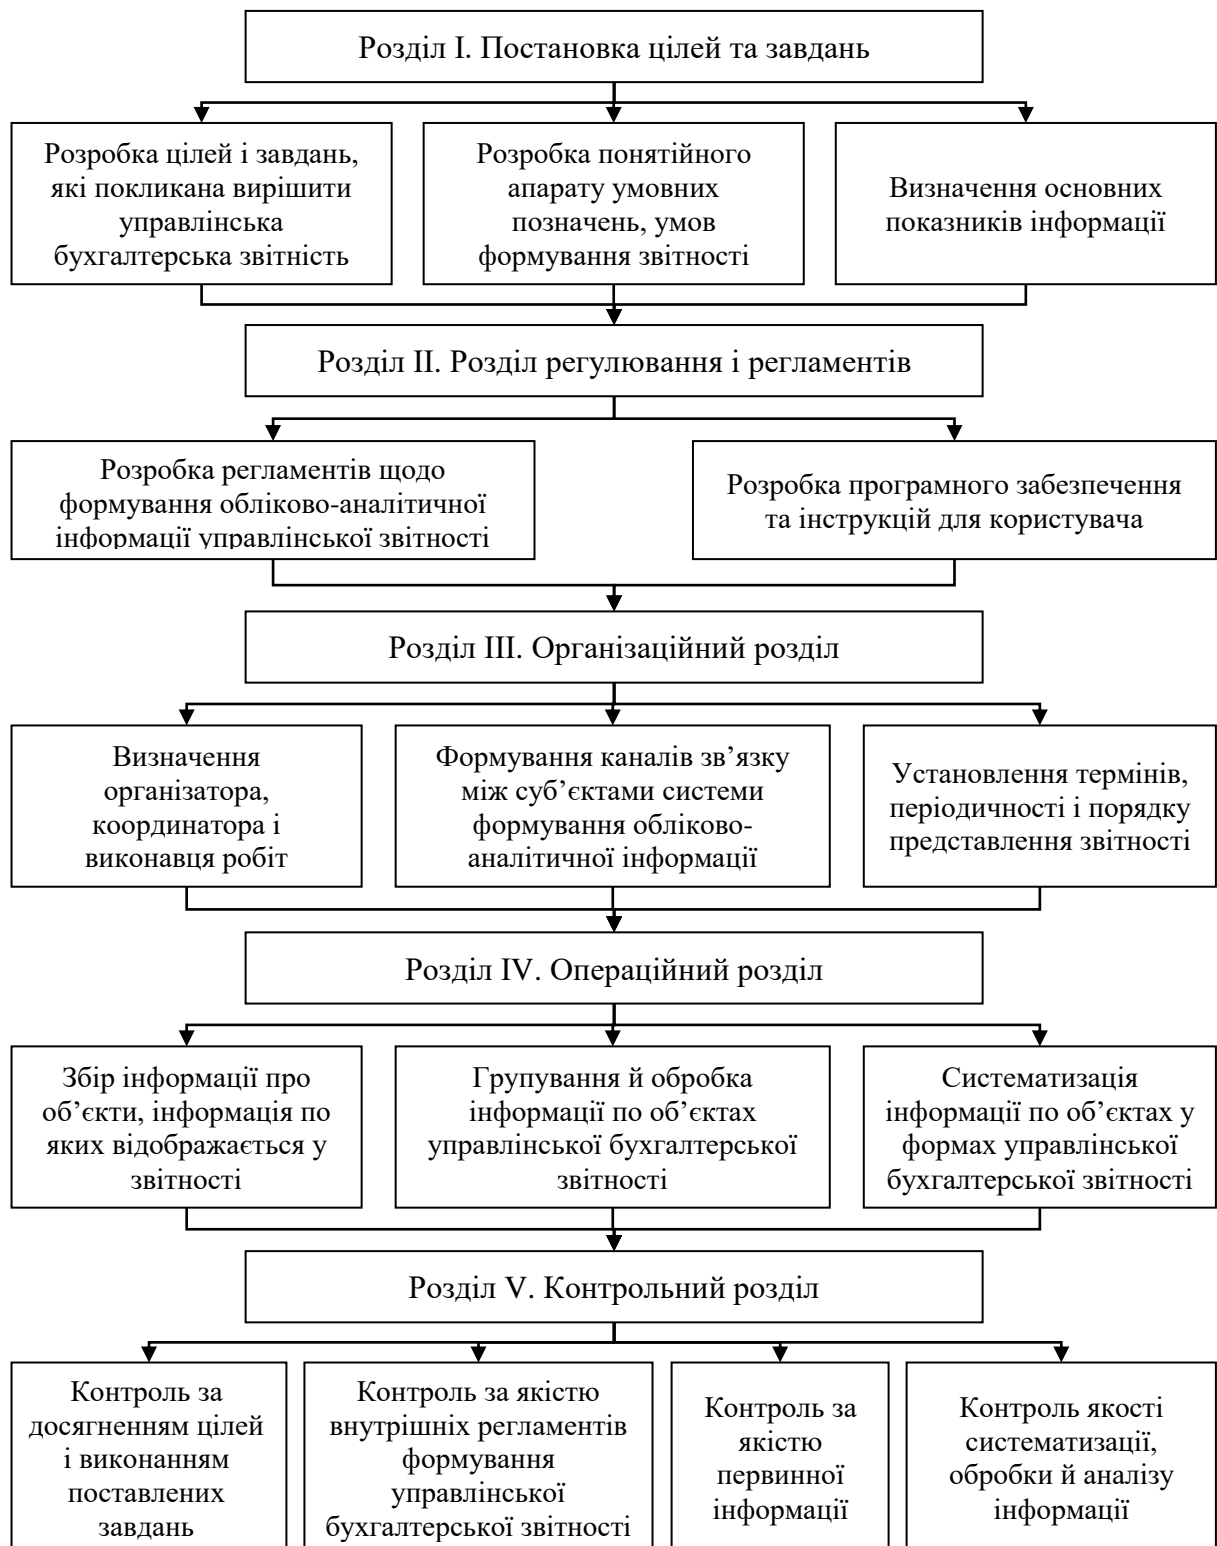 Розділ I. Постановка цілей та завдань
Розробка цілей і завдань,
які покликана вирішити
управлінська
бухгалтерська звітність
Розробка понятійного
апарату умовних
позначень, умов
формування звітності
Визначення основних
показників інформації
Розділ II. Розділ регулювання і регламентів
Розробка регламентів щодо
формування обліково-аналітичної
інформації управлінської звітності
Розробка програмного забезпечення
та інструкцій для користувача
Розділ III. Організаційний розділ
Визначення
організатора,
координатора і
виконавця робіт
Формування каналів зв’язку
між суб’єктами системи
формування обліково-
аналітичної інформації
Установлення термінів,
періодичності і порядку
представлення звітності
Розділ IV. Операційний розділ
Збір інформації про
об’єкти, інформація по
яких відображається у
звітності
Групування й обробка
інформації по об’єктах
управлінської бухгалтерської
звітності
Систематизація
інформації по об’єктах у
формах управлінської
бухгалтерської звітності
Розділ V. Контрольний розділ
Контроль за
досягненням цілей
і виконанням
поставлених
завдань
Контроль за якістю
внутрішніх регламентів
формування
управлінської
бухгалтерської звітності
Контроль за
якістю
первинної
інформації
Контроль якості
систематизації,
обробки й аналізу
інформації